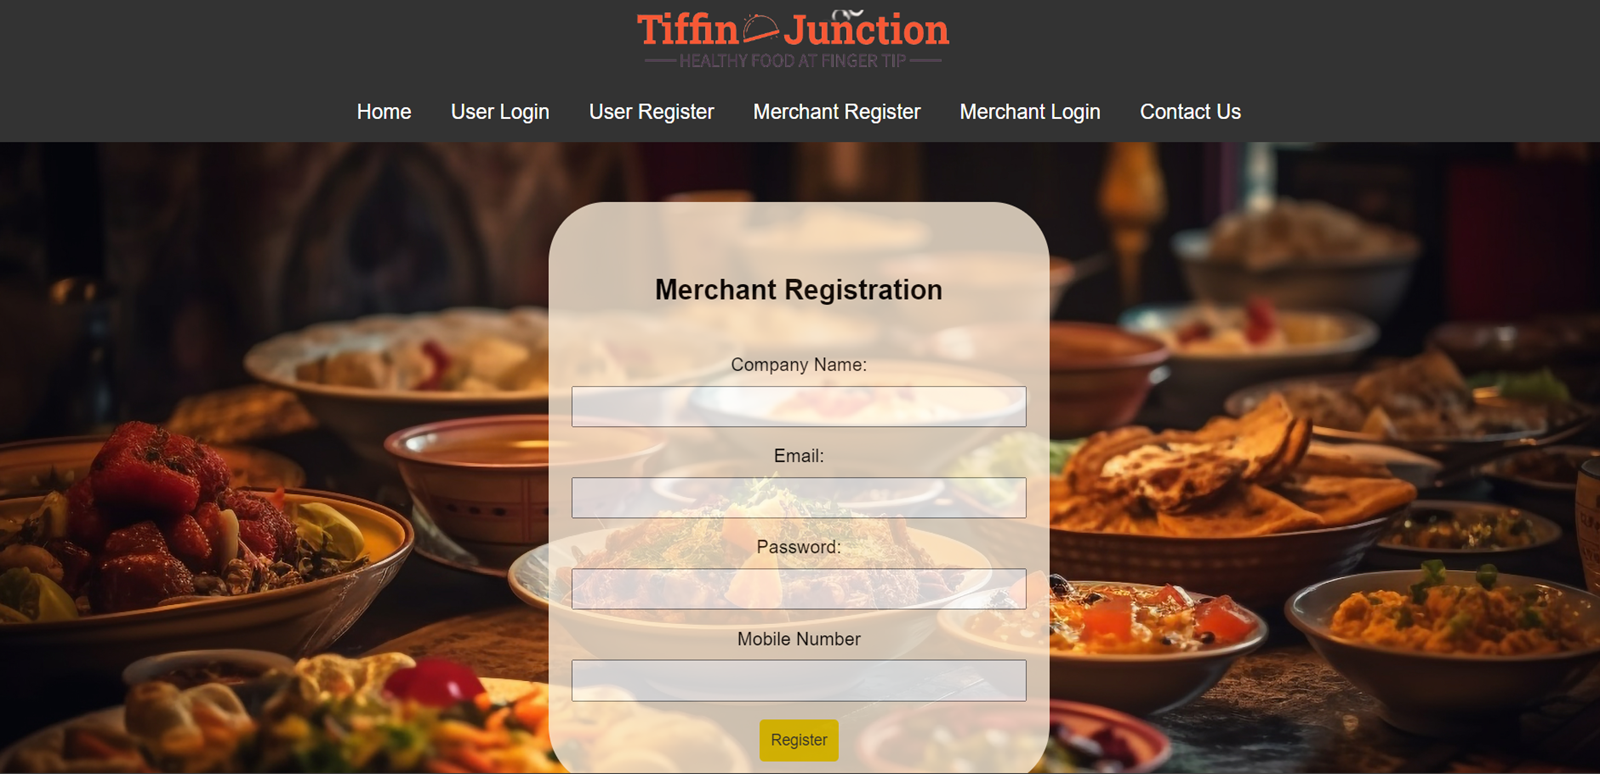 Tiffin Junction
HEALTHY FOOD AT FINGER TIP
Home User Login User Register Merchant Register Merchant Login Contact Us
Merchant Registration
Company Name:
Email:
Password:
Mobile Number
Register